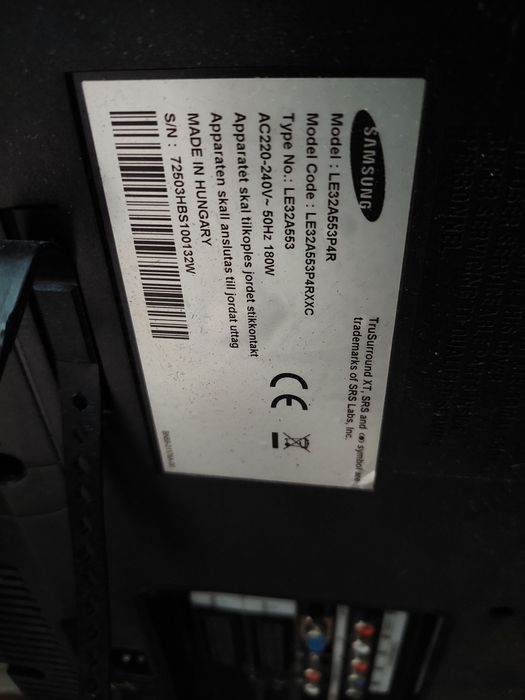 SAMSUNG
TruSurround XT, SRS and symbol are
trademarks of SRS Labs, Inc.
Model : LE32A553P4R
Model Code : LE32A553P4RXXC
Type No.: LE32A553
AC220-240V~ 50Hz 180W
Apparatet skal tilkoples jordet stikkontakt
Apparaten skall anslutas till jordat uttag
MADE IN HUNGARY
S/N : 72503HBS100132W
CE